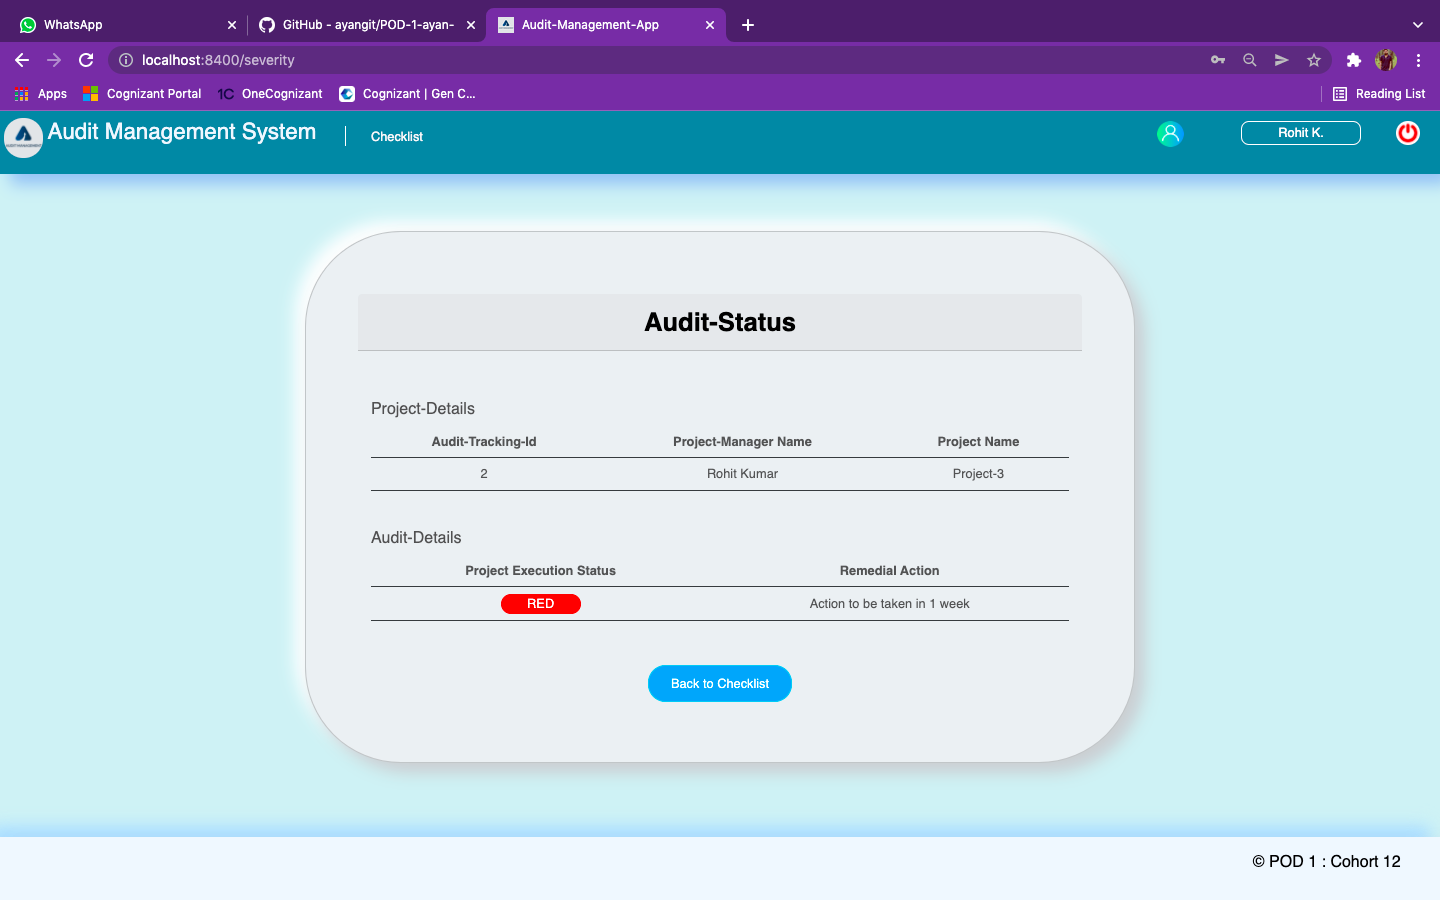 WhatsApp
GitHub - ayangit/POD-1-ayan-
Audit-Management-App
localhost:8400/severity
Apps
Cognizant Portal
1C OneCognizant
Cognizant | Gen C...
Reading List
Audit Management System
Checklist
Rohit K.
Audit-Status
Project-Details
Audit-Tracking-Id Project-Manager Name Project Name
2 Rohit Kumar Project-3
Audit-Details
Project Execution Status Remedial Action
RED Action to be taken in 1 week
Back to Checklist
© POD 1 : Cohort 12